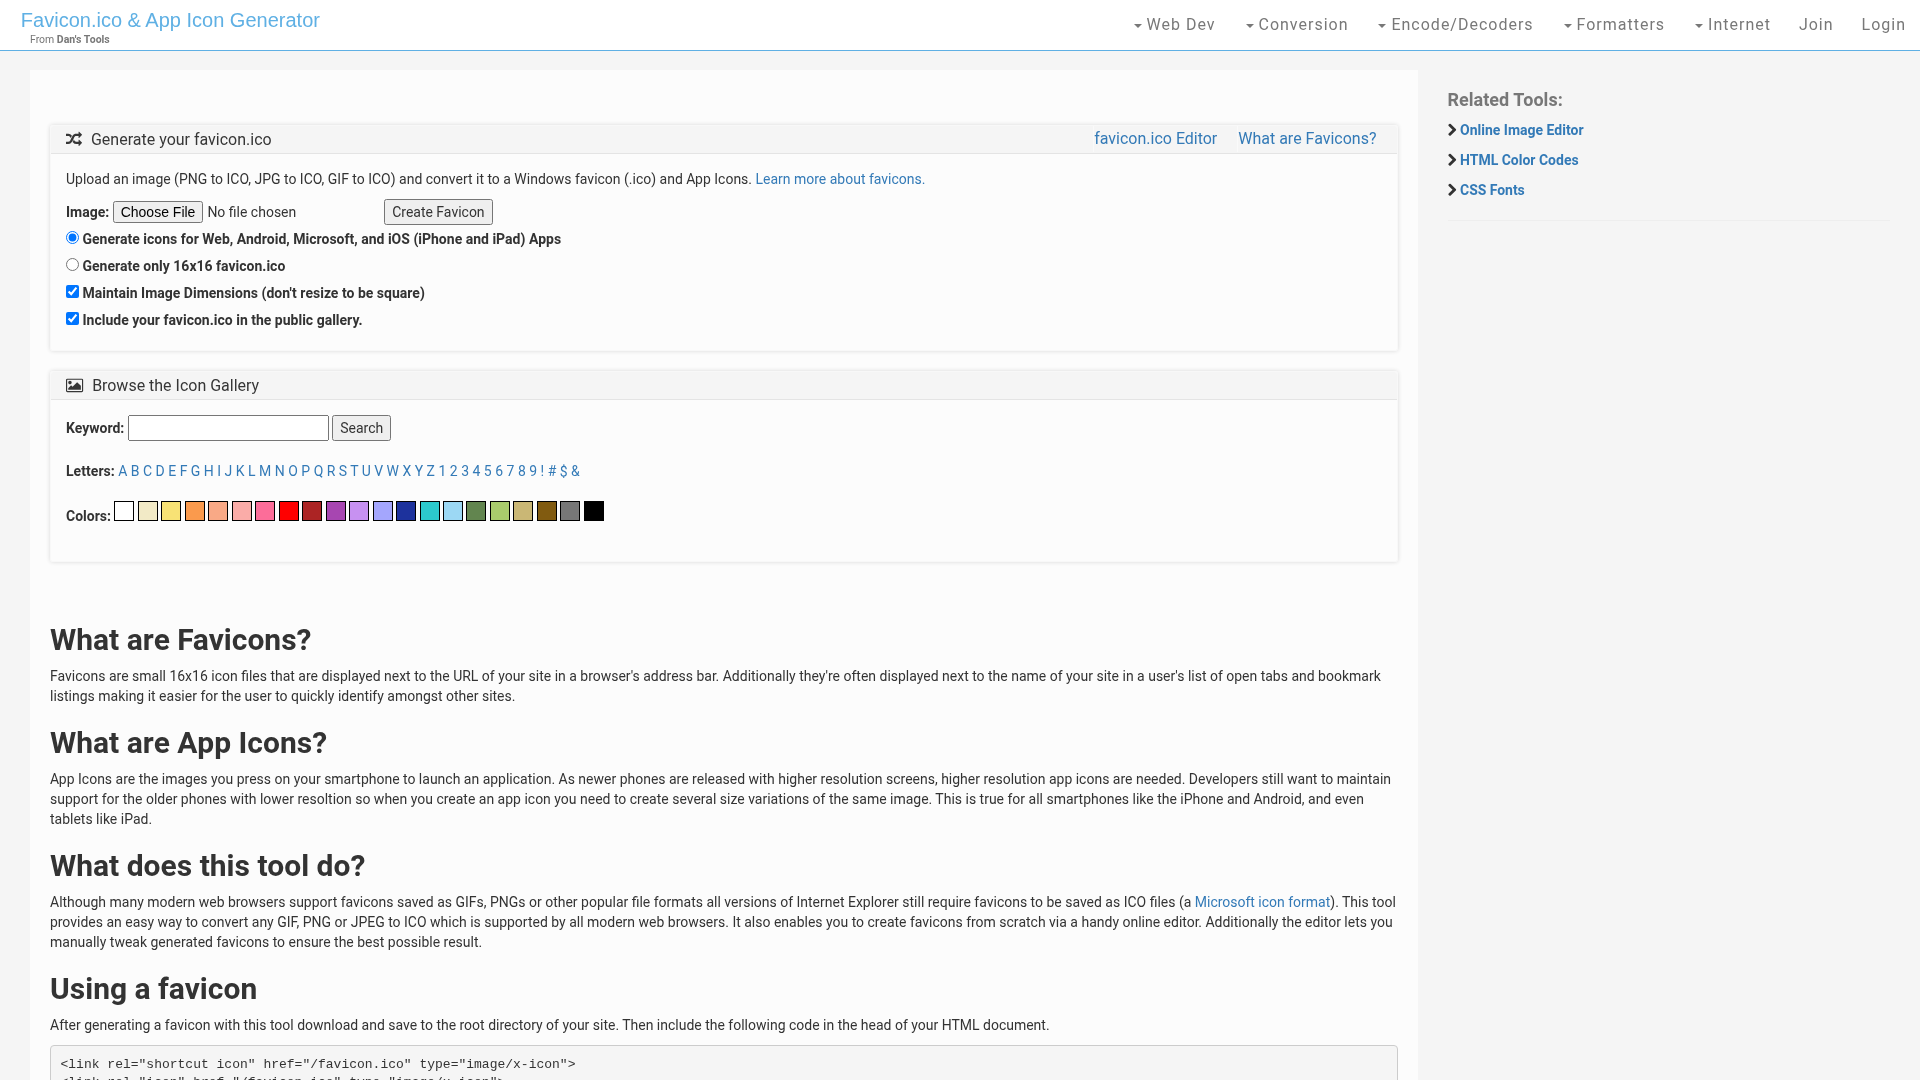 Favicon.ico & App Icon Generator
From Dan's Tools
Web Dev Conversion Encode/Decoders Formatters Internet Join Login
Generate your favicon.ico
favicon.ico Editor What are Favicons?
Upload an image (PNG to ICO, JPG to ICO, GIF to ICO) and convert it to a Windows favicon (.ico) and App Icons. Learn more about favicons.
Image: Choose File No file chosen Create Favicon
Generate icons for Web, Android, Microsoft, and iOS (iPhone and iPad) Apps
Generate only 16x16 favicon.ico
Maintain Image Dimensions (don't resize to be square)
Include your favicon.ico in the public gallery.
Browse the Icon Gallery
Keyword: Search
Letters: A B C D E F G H I J K L M N O P Q R S T U V W X Y Z 1 2 3 4 5 6 7 8 9 ! # $ &
Colors:
What are Favicons?
Favicons are small 16x16 icon files that are displayed next to the URL of your site in a browser's address bar. Additionally they're often displayed next to the name of your site in a user's list of open tabs and bookmark
listings making it easier for the user to quickly identify amongst other sites.
What are App Icons?
App Icons are the images you press on your smartphone to launch an application. As newer phones are released with higher resolution screens, higher resolution app icons are needed. Developers still want to maintain
support for the older phones with lower resoltion so when you create an app icon you need to create several size variations of the same image. This is true for all smartphones like the iPhone and Android, and even
tablets like iPad.
What does this tool do?
Although many modern web browsers support favicons saved as GIFs, PNGs or other popular file formats all versions of Internet Explorer still require favicons to be saved as ICO files (a Microsoft icon format). This tool
provides an easy way to convert any GIF, PNG or JPEG to ICO which is supported by all modern web browsers. It also enables you to create favicons from scratch via a handy online editor. Additionally the editor lets you
manually tweak generated favicons to ensure the best possible result.
Using a favicon
After generating a favicon with this tool download and save to the root directory of your site. Then include the following code in the head of your HTML document.
<link rel="shortcut icon" href="/favicon.ico" type="image/x-icon">
<link rel="icon" href="/favicon.ico" type="image/x-icon">
Related Tools:
Online Image Editor
HTML Color Codes
CSS Fonts